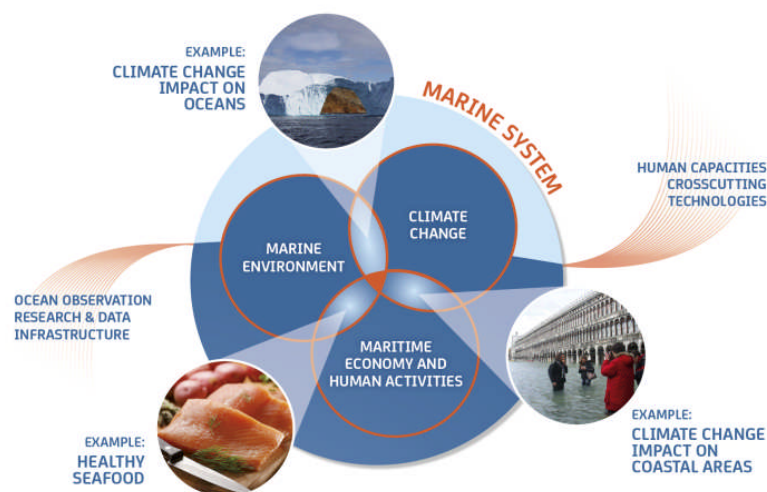 EXAMPLE:
CLIMATE CHANGE
IMPACT ON
OCEANS
MARINE SYSTEM
HUMAN CAPACITIES
CROSSCUTTING
TECHNOLOGIES
CLIMATE
CHANGE
MARINE
ENVIRONMENT
OCEAN OBSERVATION
RESEARCH & DATA
INFRASTRUCTURE
MARITIME
ECONOMY AND
HUMAN ACTIVITIES
EXAMPLE:
HEALTHY
SEAFOOD
EXAMPLE:
CLIMATE CHANGE
IMPACT ON
COASTAL AREAS